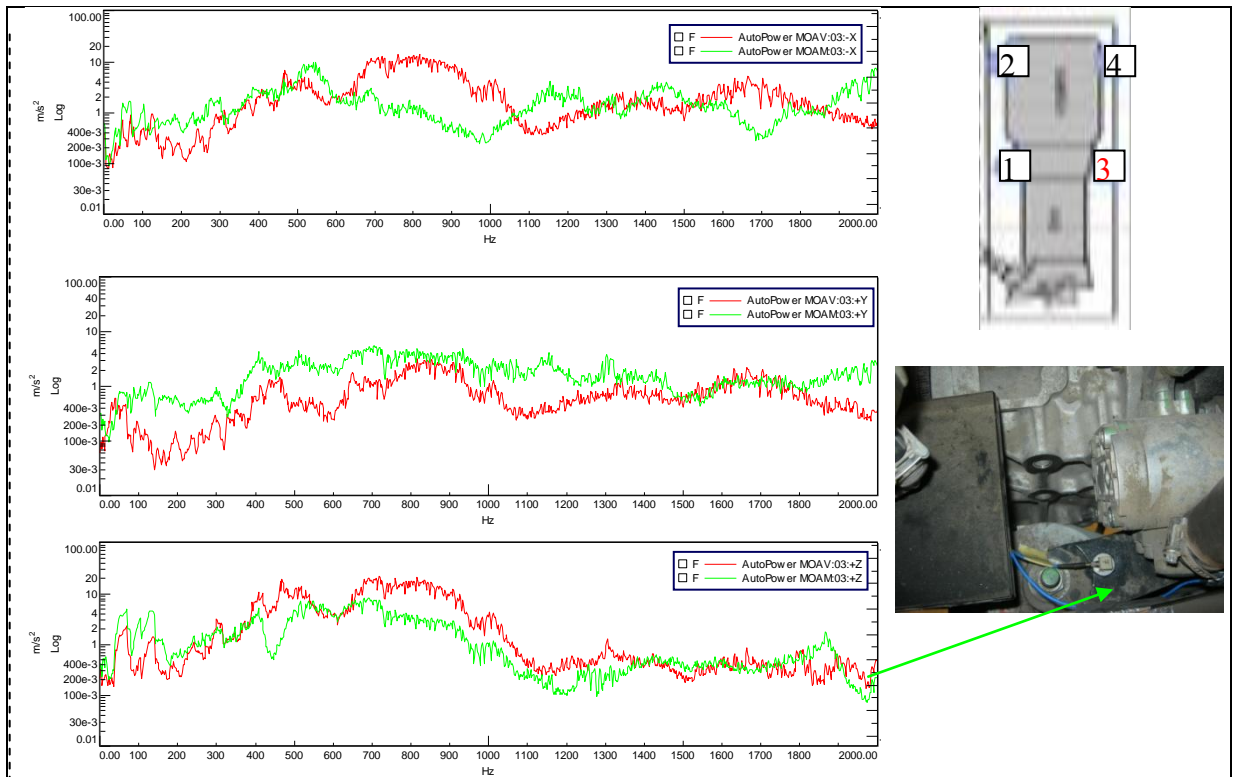 100.00
40
20
10
4
2
1
400e-3
200e-3
100e-3
30e-3
0.01
m/s²
Log
F AutoPower MOAV:03:-X
F AutoPower MOAM:03:-X
0.00 100 200 300 400 500 600 700 800 900 1000 1100 1200 1300 1400 1500 1600 1700 1800 2000.00
Hz
100.00
40
20
10
4
2
1
400e-3
200e-3
100e-3
30e-3
0.01
m/s²
Log
F AutoPower MOAV:03:+Y
F AutoPower MOAM:03:+Y
0.00 100 200 300 400 500 600 700 800 900 1000 1100 1200 1300 1400 1500 1600 1700 1800 2000.00
Hz
100.00
20
10
4
2
1
400e-3
200e-3
100e-3
30e-3
0.01
m/s²
Log
F AutoPower MOAV:03:+Z
F AutoPower MOAM:03:+Z
0.00 100 200 300 400 500 600 700 800 900 1000 1100 1200 1300 1400 1500 1600 1700 1800 2000.00
Hz
2 4
1 3